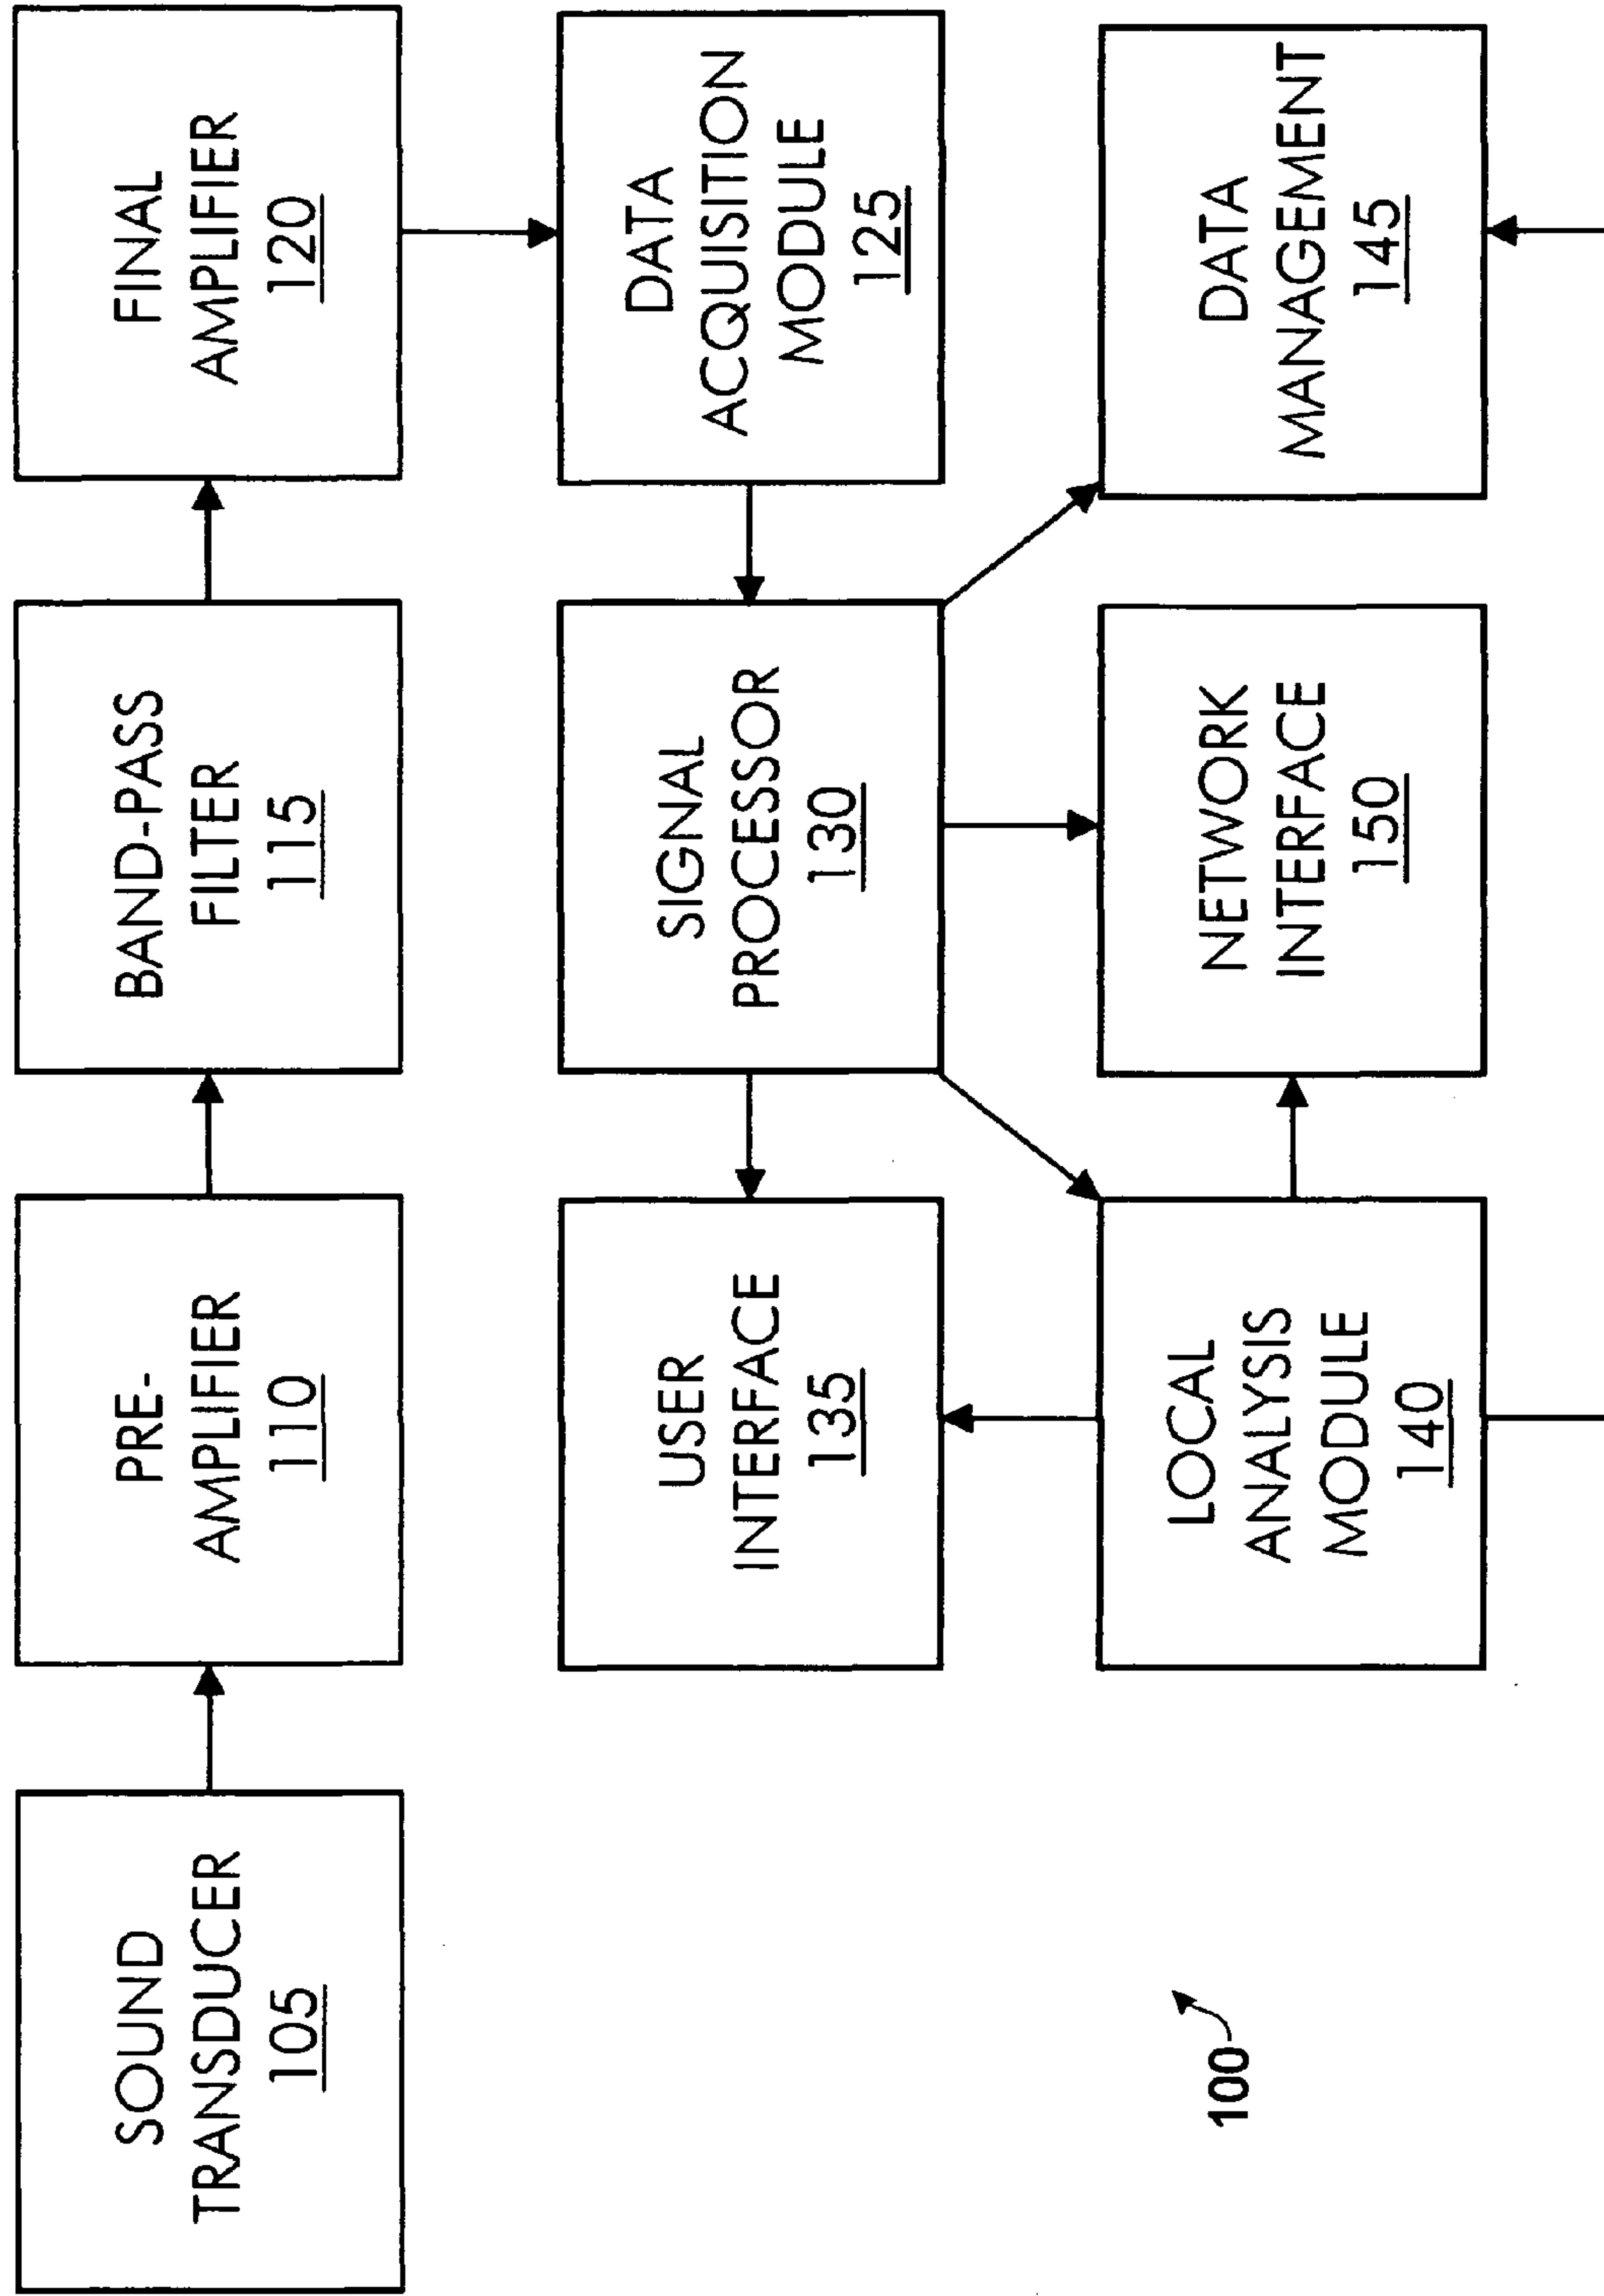 SOUND
TRANSDUCER
105
PRE-
AMPLIFIER
110
BAND-PASS
FILTER
115
FINAL
AMPLIFIER
120
USER
INTERFACE
135
SIGNAL
PROCESSOR
130
DATA
ACQUISITION
MODULE
125
LOCAL
ANALYSIS
MODULE
140
NETWORK
INTERFACE
150
DATA
MANAGEMENT
145
100